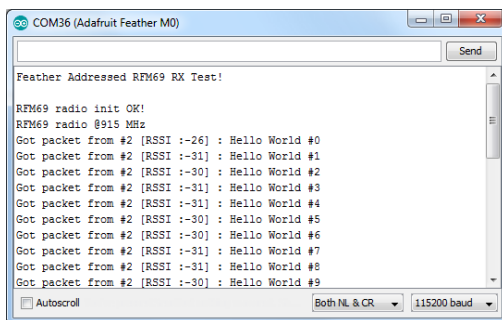 COM36 (Adafruit Feather M0)
Send
Feather Addressed RFM69 RX Test!
RFM69 radio init OK!
RFM69 radio @915 MHz
Got packet from #2 [RSSI :-26] : Hello World #0
Got packet from #2 [RSSI :-31] : Hello World #1
Got packet from #2 [RSSI :-30] : Hello World #2
Got packet from #2 [RSSI :-31] : Hello World #3
Got packet from #2 [RSSI :-31] : Hello World #4
Got packet from #2 [RSSI :-30] : Hello World #5
Got packet from #2 [RSSI :-30] : Hello World #6
Got packet from #2 [RSSI :-31] : Hello World #7
Got packet from #2 [RSSI :-31] : Hello World #8
Got packet from #2 [RSSI :-30] : Hello World #9
Autoscroll Both NL & CR 115200 baud